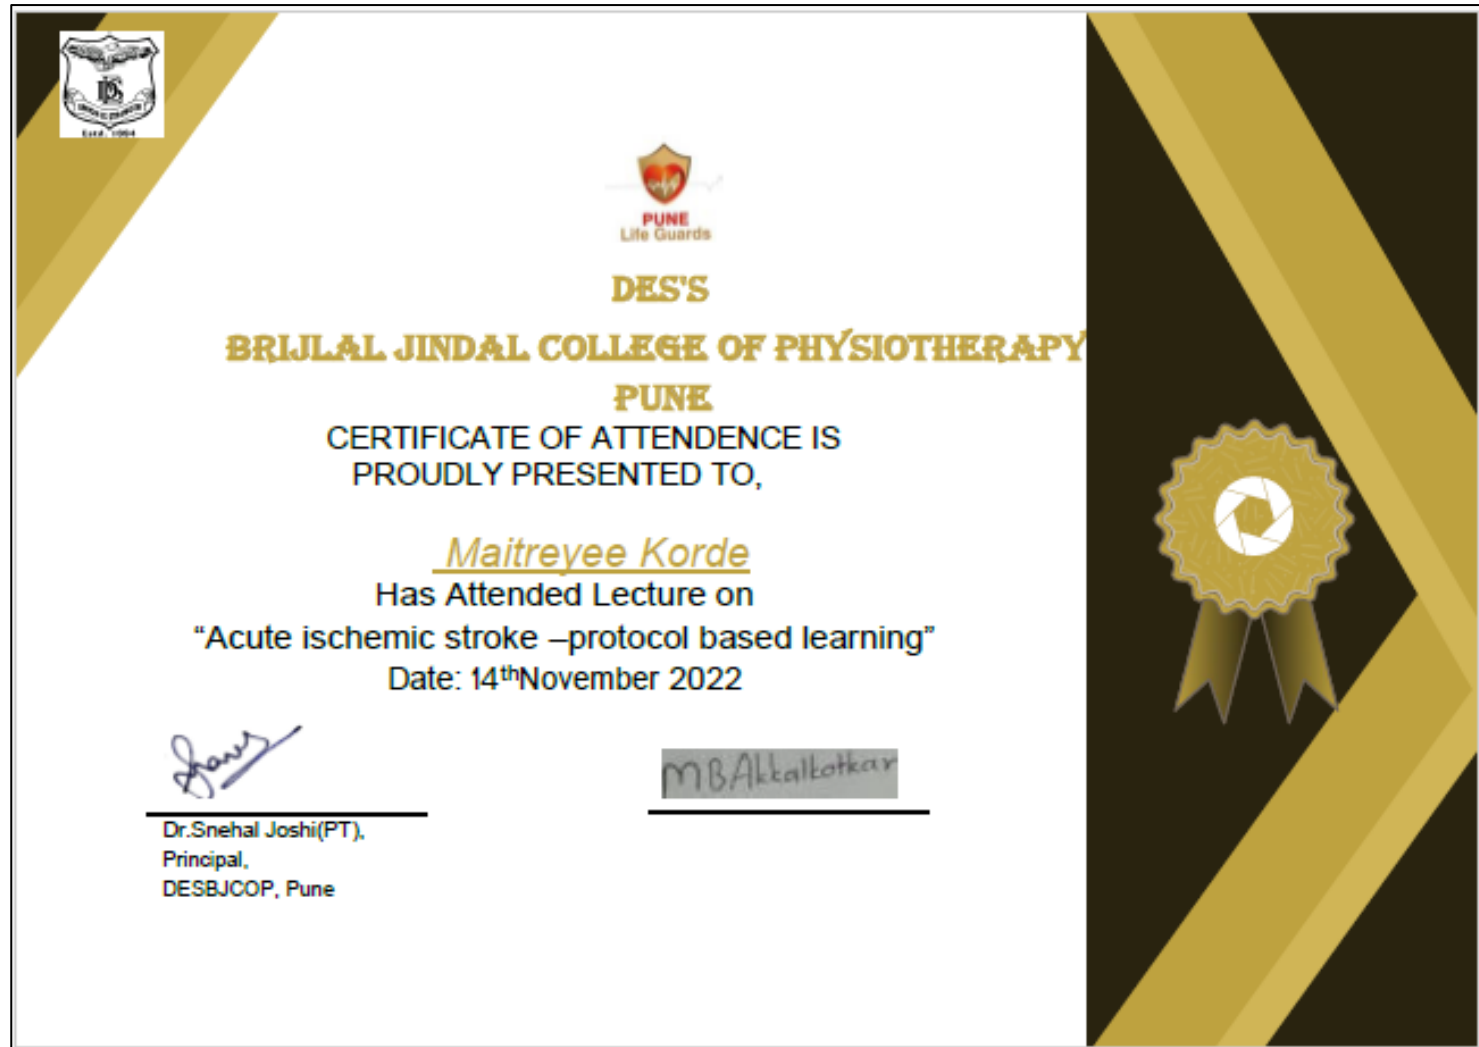 Estd. 1884
PUNE
Life Guards
DES'S
BRIJLAL JINDAL COLLEGE OF PHYSIOTHERAPY
PUNE
CERTIFICATE OF ATTENDENCE IS
PROUDLY PRESENTED TO,
Maitreyee Korde
Has Attended Lecture on
“Acute ischemic stroke –protocol based learning”
Date: 14thNovember 2022
MBAkkalkotkar
Dr.Snehal Joshi(PT),
Principal,
DESBJCOP, Pune